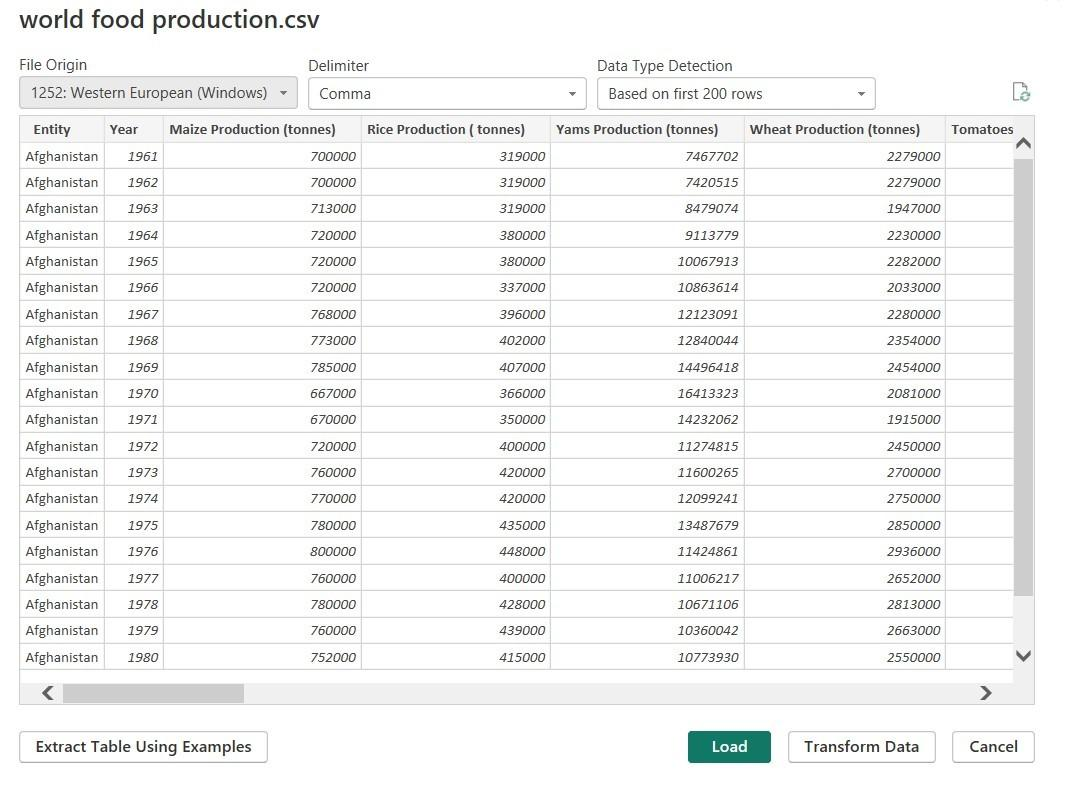 world food production.csv
File Origin Delimiter Data Type Detection
1252: Western European (Windows) Comma Based on first 200 rows
Entity Year Maize Production (tonnes) Rice Production ( tonnes) Yams Production (tonnes) Wheat Production (tonnes) Tomatoes
Afghanistan 1961 700000 319000 7467702 2279000
Afghanistan 1962 700000 319000 7420515 2279000
Afghanistan 1963 713000 319000 8479074 1947000
Afghanistan 1964 720000 380000 9113779 2230000
Afghanistan 1965 720000 380000 10067913 2282000
Afghanistan 1966 720000 337000 10863614 2033000
Afghanistan 1967 768000 396000 12123091 2280000
Afghanistan 1968 773000 402000 12840044 2354000
Afghanistan 1969 785000 407000 14496418 2454000
Afghanistan 1970 667000 366000 16413323 2081000
Afghanistan 1971 670000 350000 14232062 1915000
Afghanistan 1972 720000 400000 11274815 2450000
Afghanistan 1973 760000 420000 11600265 2700000
Afghanistan 1974 770000 420000 12099241 2750000
Afghanistan 1975 780000 435000 13487679 2850000
Afghanistan 1976 800000 448000 11424861 2936000
Afghanistan 1977 760000 400000 11006217 2652000
Afghanistan 1978 780000 428000 10671106 2813000
Afghanistan 1979 760000 439000 10360042 2663000
Afghanistan 1980 752000 415000 10773930 2550000
Extract Table Using Examples Load Transform Data Cancel